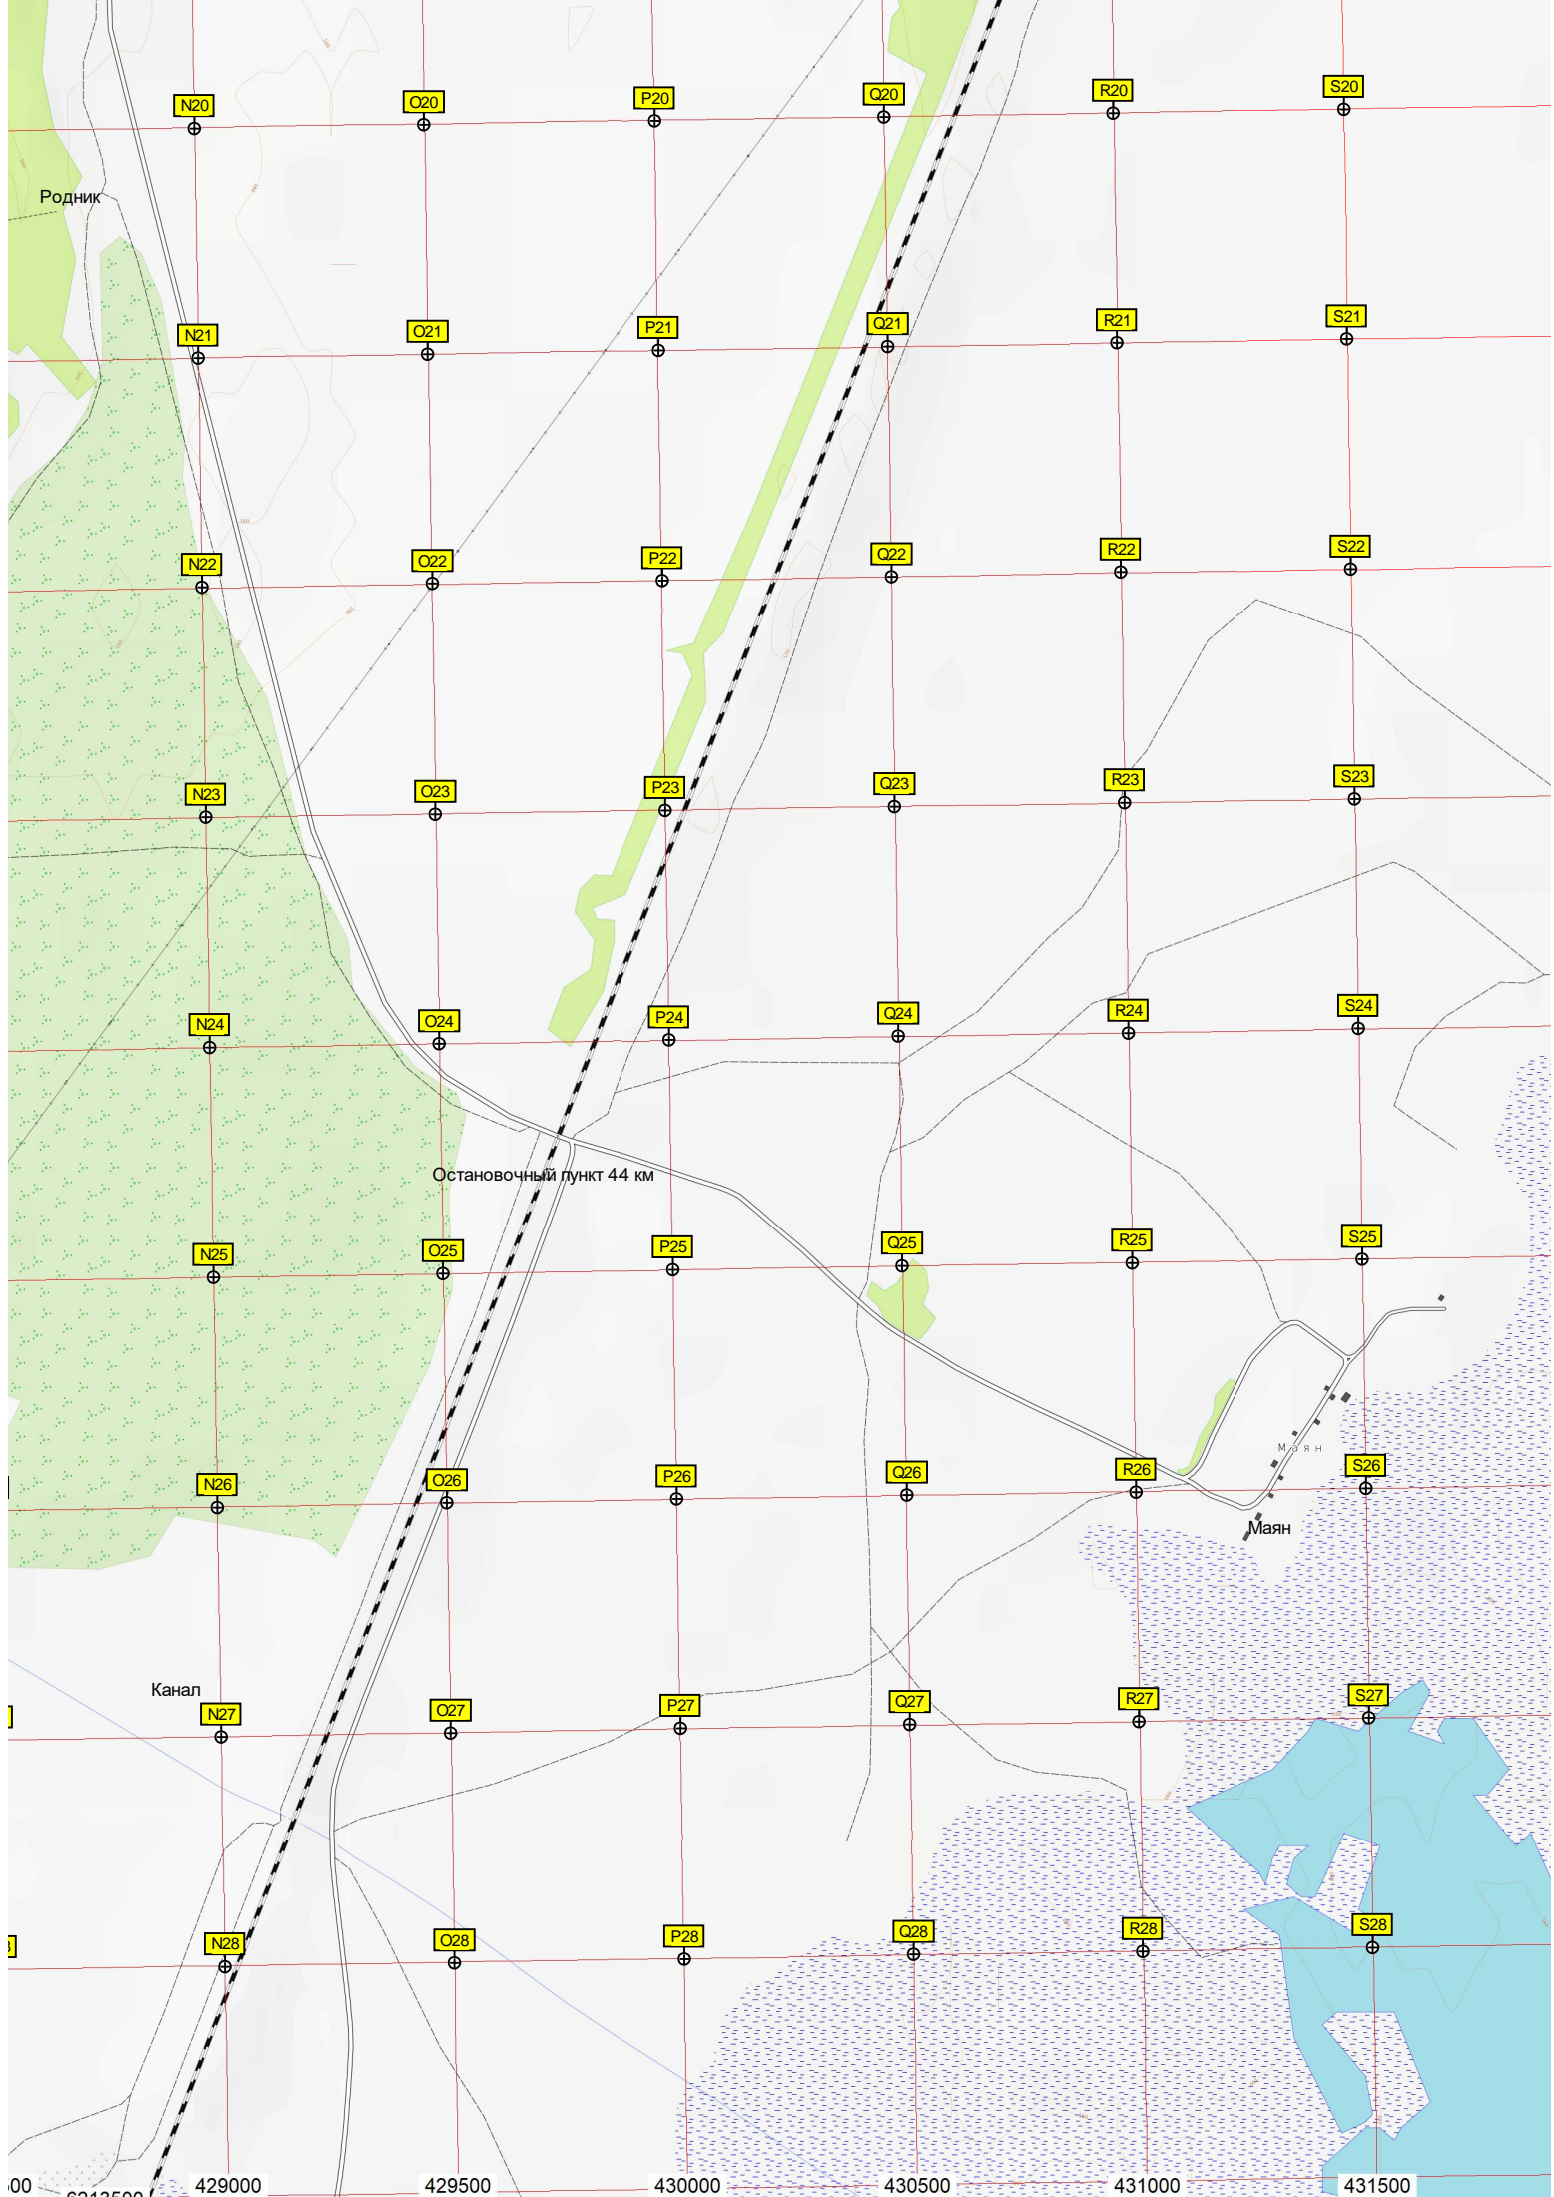 N20 O20 P20 Q20 R20 S20
Родник
N21 O21 P21 Q21 R21 S21
N22 O22 P22 Q22 R22 S22
N23 O23 P23 Q23 R23 S23
N24 O24 P24 Q24 R24 S24
Остановочный пункт 44 км
N25 O25 P25 Q25 R25 S25
Маян
N26 O26 P26 Q26 R26 S26
Маян
Канал
N27 O27 P27 Q27 R27 S27
N28 O28 P28 Q28 R28 S28
429000 429500 430000 430500 431000 431500